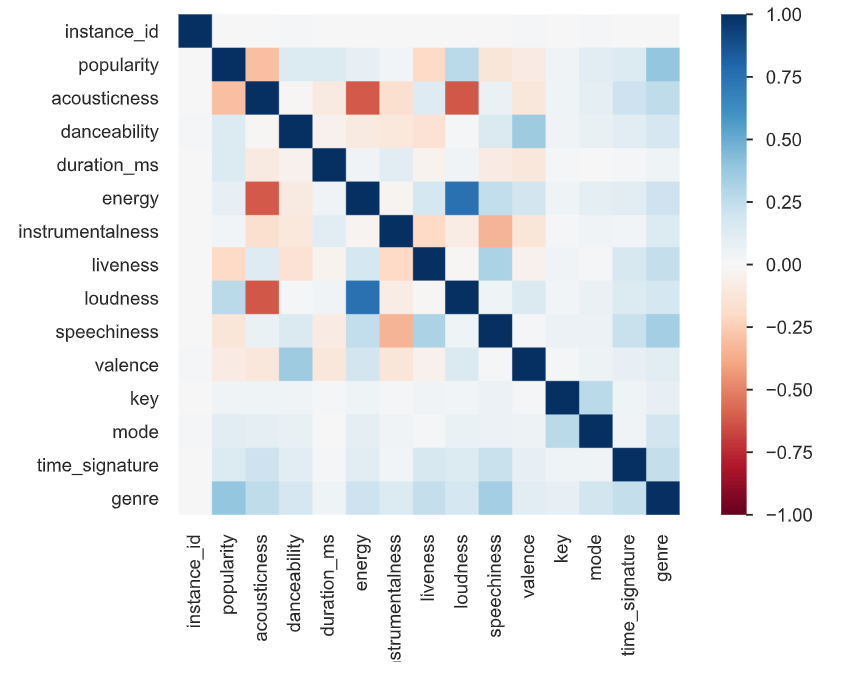 instance_id
popularity
acousticness
danceability
duration_ms
energy
instrumentalness
liveness
loudness
speechiness
valence
key
mode
time_signature
genre
instance_id
popularity
acousticness
danceability
duration_ms
energy
strumentalness
liveness
loudness
speechiness
valence
key
mode
time_signature
genre
1.00
0.75
0.50
0.25
0.00
−0.25
−0.50
−0.75
−1.00